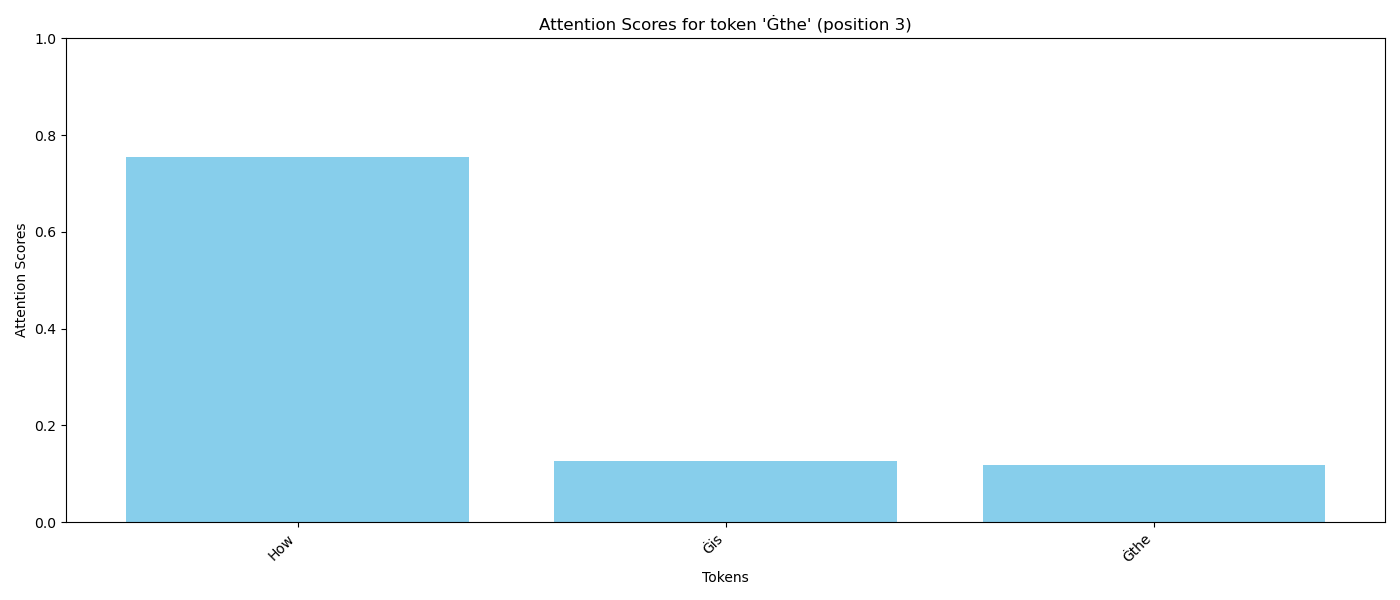 Attention Scores for token 'Ġthe' (position 3)
1.0
0.8
0.6
0.4
0.2
0.0
Attention Scores
How
Ġis
Ġthe
Tokens